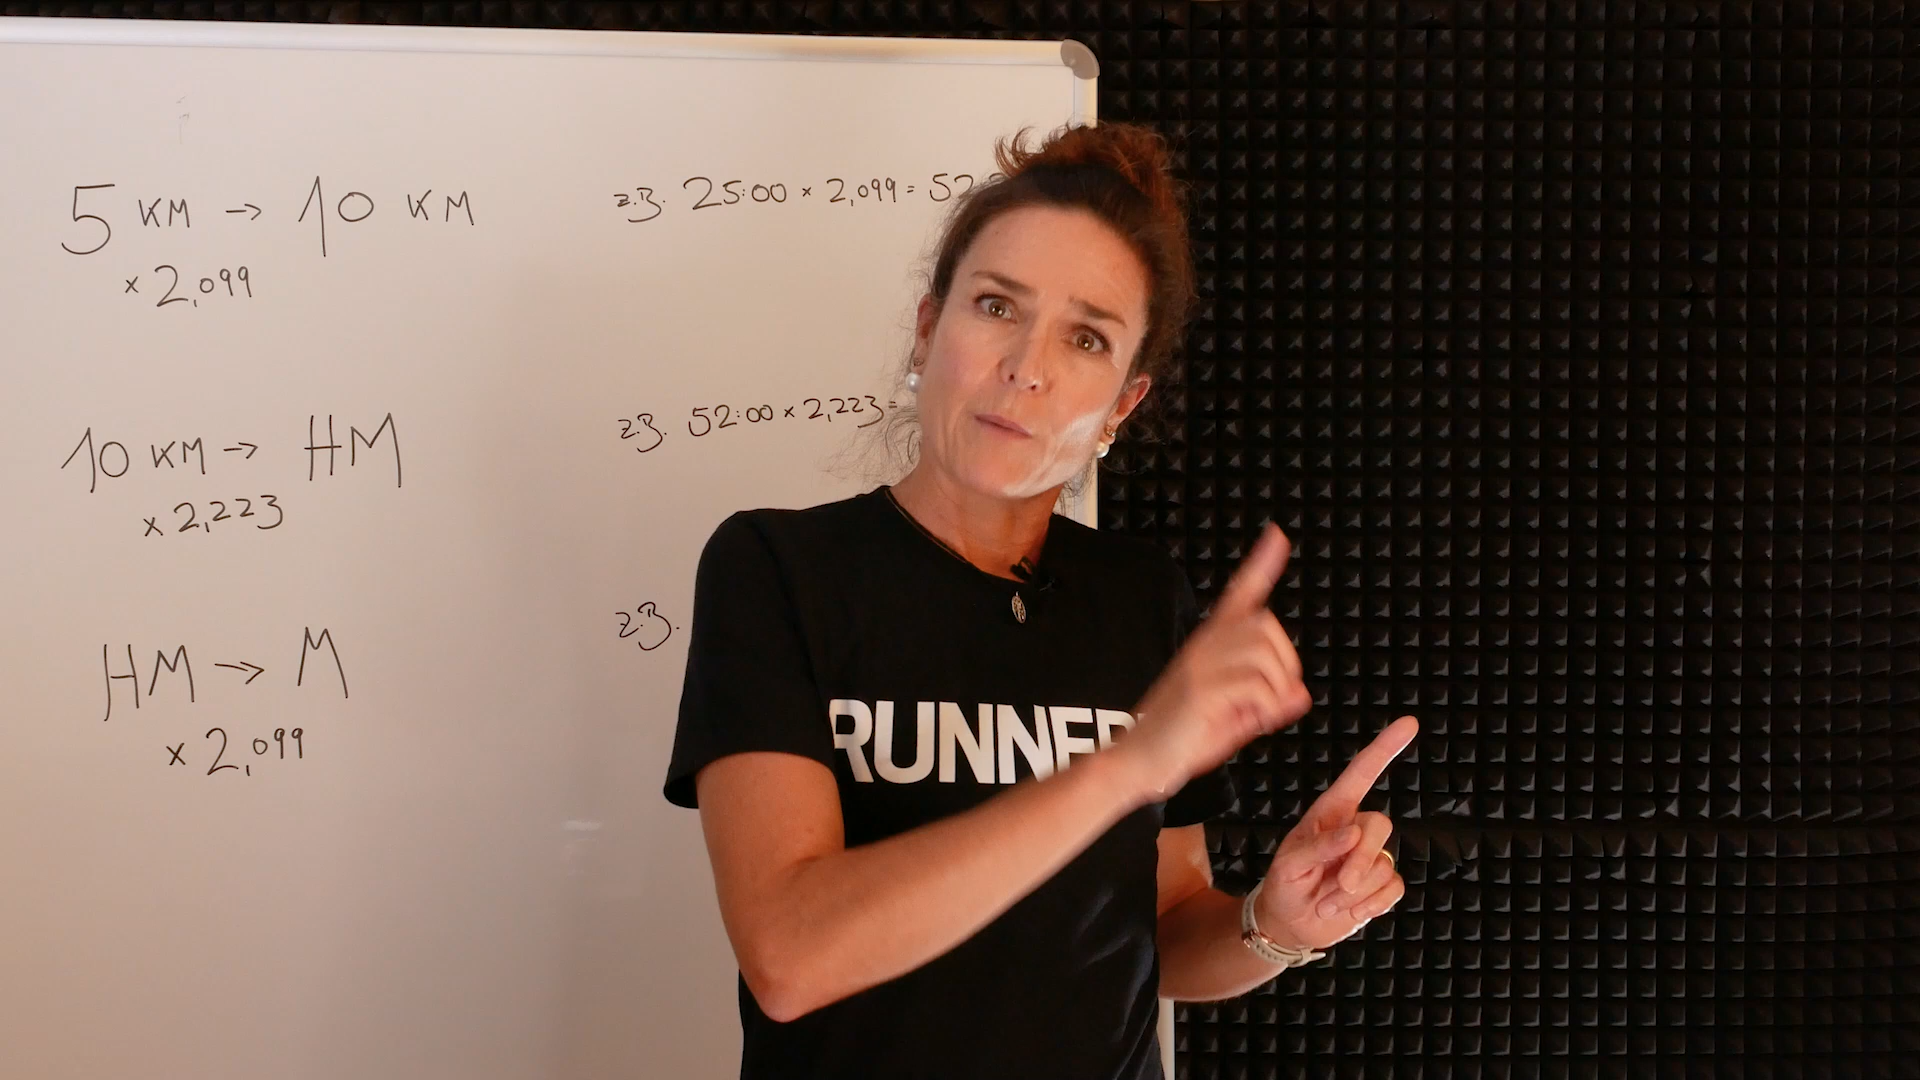 5 KM → 10 KM
× 2,099
z.B. 25:00 × 2,099 = 52
10 KM → HM
× 2,223
z.B. 52:00 × 2,223 =
HM → M
× 2,099
z.B.
RUNNER